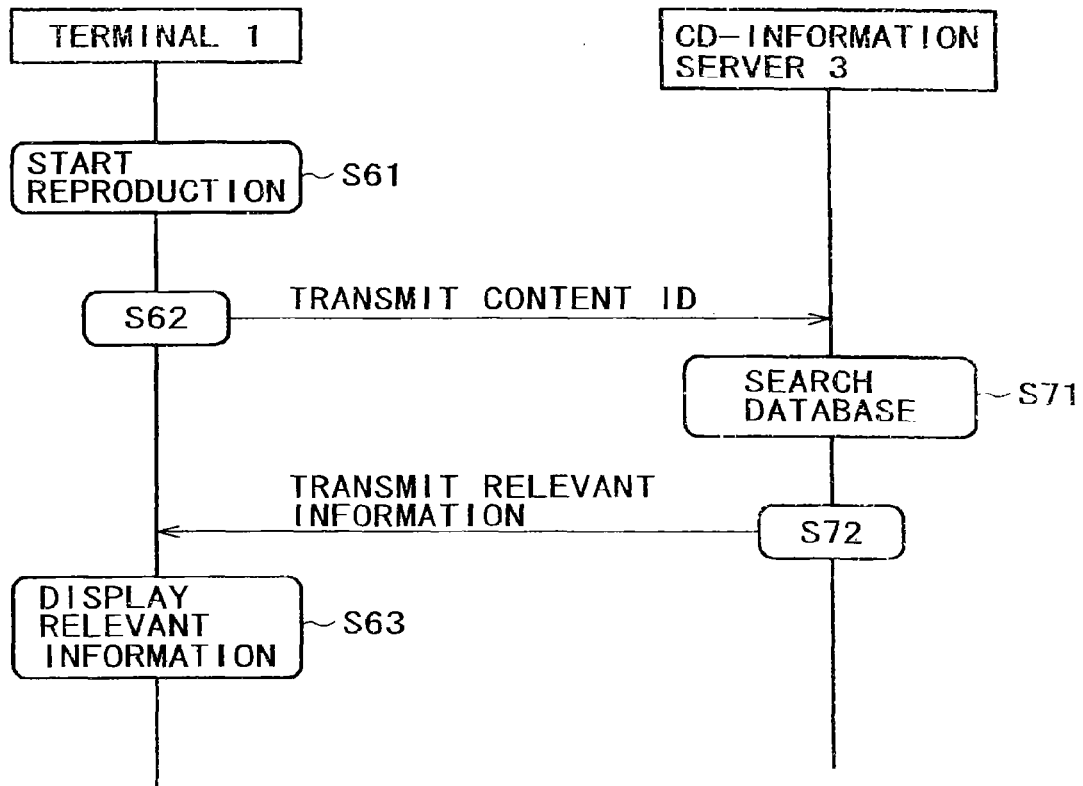 TERMINAL 1
CD-INFORMATION
SERVER 3
START
REPRODUCTION
S61
S62
TRANSMIT CONTENT ID
SEARCH
DATABASE
S71
TRANSMIT RELEVANT
INFORMATION
S72
DISPLAY
RELEVANT
INFORMATION
S63